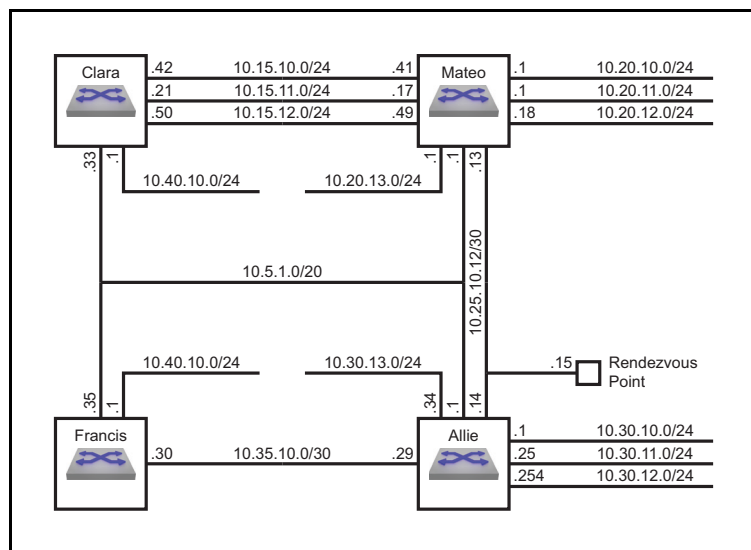 Clara
.42 10.15.10.0/24 .41
Mateo
.1 10.20.10.0/24
.21 10.15.11.0/24 .17
.1 10.20.11.0/24
.50 10.15.12.0/24 .49
.18 10.20.12.0/24
.33
.1
.1
.1
.13
10.40.10.0/24
10.20.13.0/24
10.25.10.12/30
10.5.1.0/20
10.40.10.0/24
10.30.13.0/24
.15 Rendezvous
Point
.35
.1
.34
.1
.14
Francis
Allie
.1 10.30.10.0/24
.30 10.35.10.0/30 .29
.25 10.30.11.0/24
.254 10.30.12.0/24